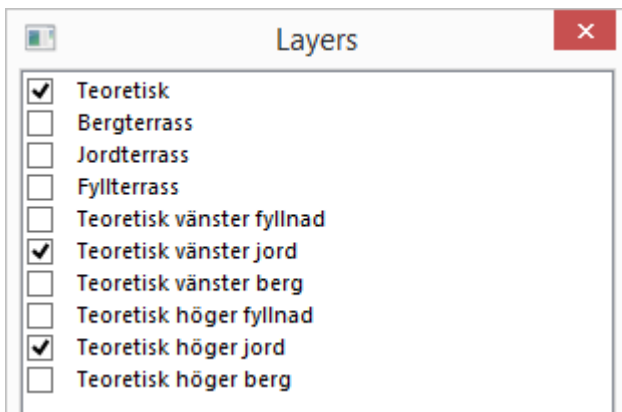 Layers
Teoretisk
Bergterrass
Jordterrass
Fyllterrass
Teoretisk vänster fyllnad
Teoretisk vänster jord
Teoretisk vänster berg
Teoretisk höger fyllnad
Teoretisk höger jord
Teoretisk höger berg